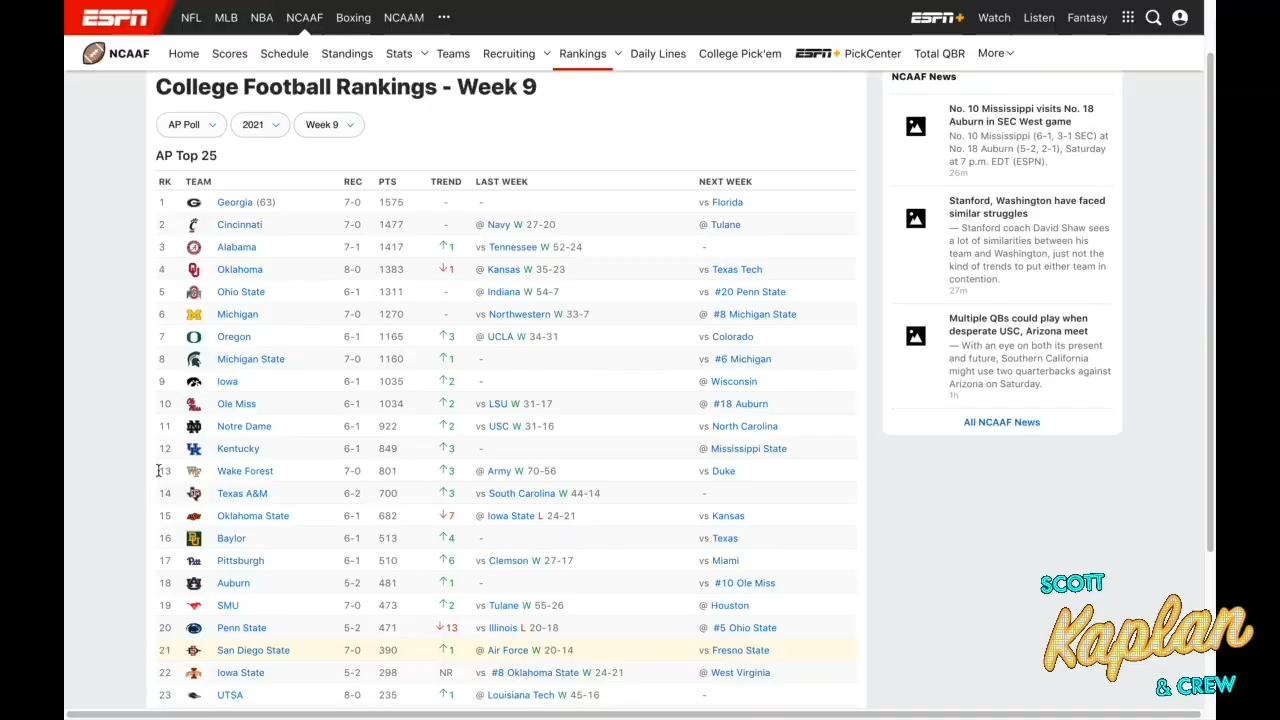 ESPN NFL MLB NBA NCAAF Boxing NCAAM ••• ESPN+ Watch Listen Fantasy
NCAAF Home Scores Schedule Standings Stats Teams Recruiting Rankings Daily Lines College Pick'em ESPN+ PickCenter Total QBR More
College Football Rankings - Week 9
AP Poll 2021 Week 9
AP Top 25
RK TEAM REC PTS TREND LAST WEEK NEXT WEEK
1 Georgia (63) 7-0 1575 - - vs Florida
2 Cincinnati 7-0 1477 - @ Navy W 27-20 @ Tulane
3 Alabama 7-1 1417 ↑1 vs Tennessee W 52-24 -
4 Oklahoma 8-0 1383 ↓1 @ Kansas W 35-23 vs Texas Tech
5 Ohio State 6-1 1311 - @ Indiana W 54-7 vs #20 Penn State
6 Michigan 7-0 1270 - vs Northwestern W 33-7 @ #8 Michigan State
7 Oregon 6-1 1165 ↑3 @ UCLA W 34-31 vs Colorado
8 Michigan State 7-0 1160 ↑1 - vs #6 Michigan
9 Iowa 6-1 1035 ↑2 - @ Wisconsin
10 Ole Miss 6-1 1034 ↑2 vs LSU W 31-17 @ #18 Auburn
11 Notre Dame 6-1 922 ↑2 vs USC W 31-16 vs North Carolina
12 Kentucky 6-1 849 ↑3 - @ Mississippi State
13 Wake Forest 7-0 801 ↑3 @ Army W 70-56 vs Duke
14 Texas A&M 6-2 700 ↑3 vs South Carolina W 44-14 -
15 Oklahoma State 6-1 682 ↓7 @ Iowa State L 24-21 vs Kansas
16 Baylor 6-1 513 ↑4 - vs Texas
17 Pittsburgh 6-1 510 ↑6 vs Clemson W 27-17 vs Miami
18 Auburn 5-2 481 ↑1 - vs #10 Ole Miss
19 SMU 7-0 473 ↑2 vs Tulane W 55-26 @ Houston
20 Penn State 5-2 471 ↓13 vs Illinois L 20-18 @ #5 Ohio State
21 San Diego State 7-0 390 ↑1 @ Air Force W 20-14 vs Fresno State
22 Iowa State 5-2 298 NR vs #8 Oklahoma State W 24-21 @ West Virginia
23 UTSA 8-0 235 ↑1 @ Louisiana Tech W 45-16 -
NCAAF News
No. 10 Mississippi visits No. 18
Auburn in SEC West game
No. 10 Mississippi (6-1, 3-1 SEC) at
No. 18 Auburn (5-2, 2-1), Saturday
at 7 p.m. EDT (ESPN).
26m
Stanford, Washington have faced
similar struggles
— Stanford coach David Shaw sees
a lot of similarities between his
team and Washington, just not the
kind of trends to put either team in
contention.
27m
Multiple QBs could play when
desperate USC, Arizona meet
— With an eye on both its present
and future, Southern California
might use two quarterbacks against
Arizona on Saturday.
1h
All NCAAF News
SCOTT
Kaplan
& CREW